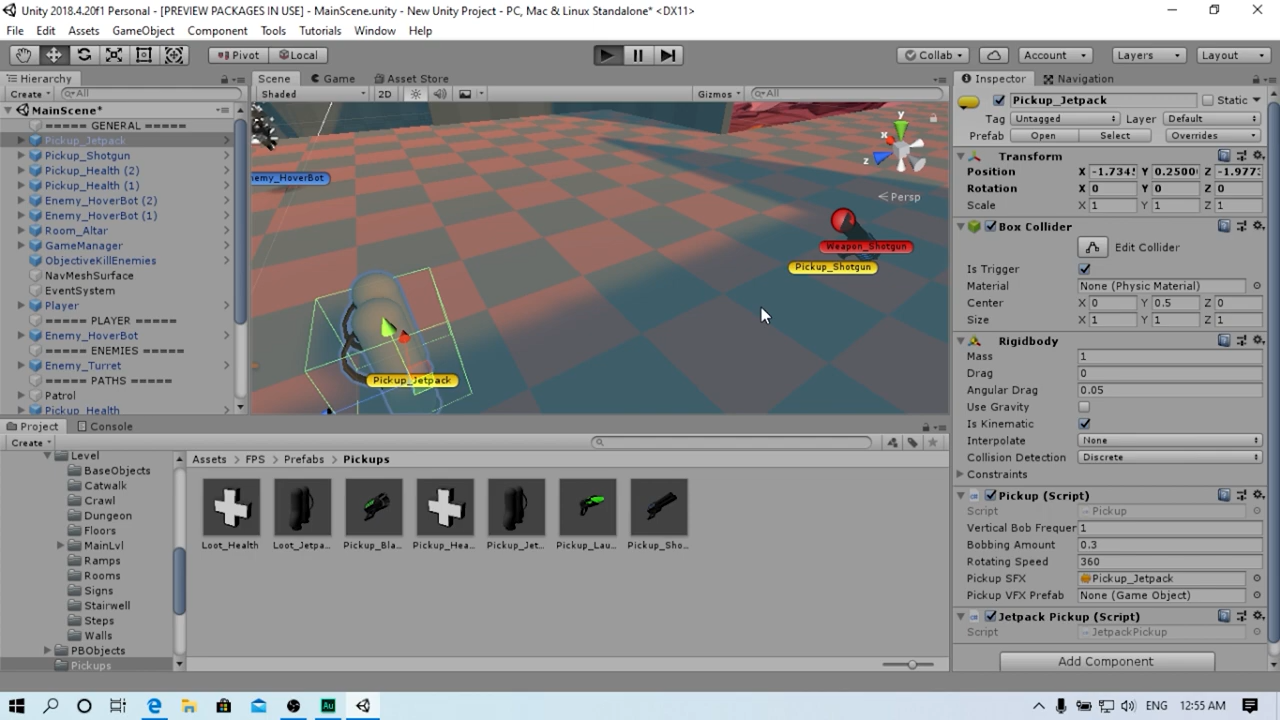 Unity 2018.4.20f1 Personal - [PREVIEW PACKAGES IN USE] - MainScene.unity - New Unity Project - PC, Mac & Linux Standalone* <DX11>
File Edit Assets GameObject Component Tools Tutorials Window Help
Pivot Local Collab Account Layers Layout
Hierarchy
Create All
MainScene*
===== GENERAL =====
Pickup_Jetpack
Pickup_Shotgun
Pickup_Health (2)
Pickup_Health (1)
Enemy_HoverBot (2)
Enemy_HoverBot (1)
Room_Altar
GameManager
ObjectiveKillEnemies
NavMeshSurface
EventSystem
Player
===== PLAYER =====
Enemy_HoverBot
===== ENEMIES =====
Enemy_Turret
===== PATHS =====
Patrol
Pickup_Health
Scene Game Asset Store
Shaded 2D Gizmos All
emy_HoverBot
y
x
z
Persp
Weapon_Shotgun
Pickup_Shotgun
Pickup_Jetpack
Inspector Navigation
Pickup_Jetpack Static
Tag Untagged Layer Default
Prefab Open Select Overrides
Transform
Position X -1.734! Y 0.2500 Z -1.977
Rotation X 0 Y 0 Z 0
Scale X 1 Y 1 Z 1
Box Collider
Edit Collider
Is Trigger
Material None (Physic Material)
Center X 0 Y 0.5 Z 0
Size X 1 Y 1 Z 1
Rigidbody
Mass 1
Drag 0
Angular Drag 0.05
Use Gravity
Is Kinematic
Interpolate None
Collision Detection Discrete
Constraints
Pickup (Script)
Script Pickup
Vertical Bob Frequer 1
Bobbing Amount 0.3
Rotating Speed 360
Pickup SFX Pickup_Jetpack
Pickup VFX Prefab None (Game Object)
Jetpack Pickup (Script)
Script JetpackPickup
Add Component
Project Console
Create
Level
BaseObjects
Catwalk
Crawl
Dungeon
Floors
MainLvl
Ramps
Rooms
Signs
Stairwell
Steps
Walls
PBObjects
Pickups
Assets > FPS > Prefabs > Pickups
Loot_Health Loot_Jetpa... Pickup_Bla... Pickup_Hea... Pickup_Jet... Pickup_Lau... Pickup_Sho...
Au ENG 12:55 AM